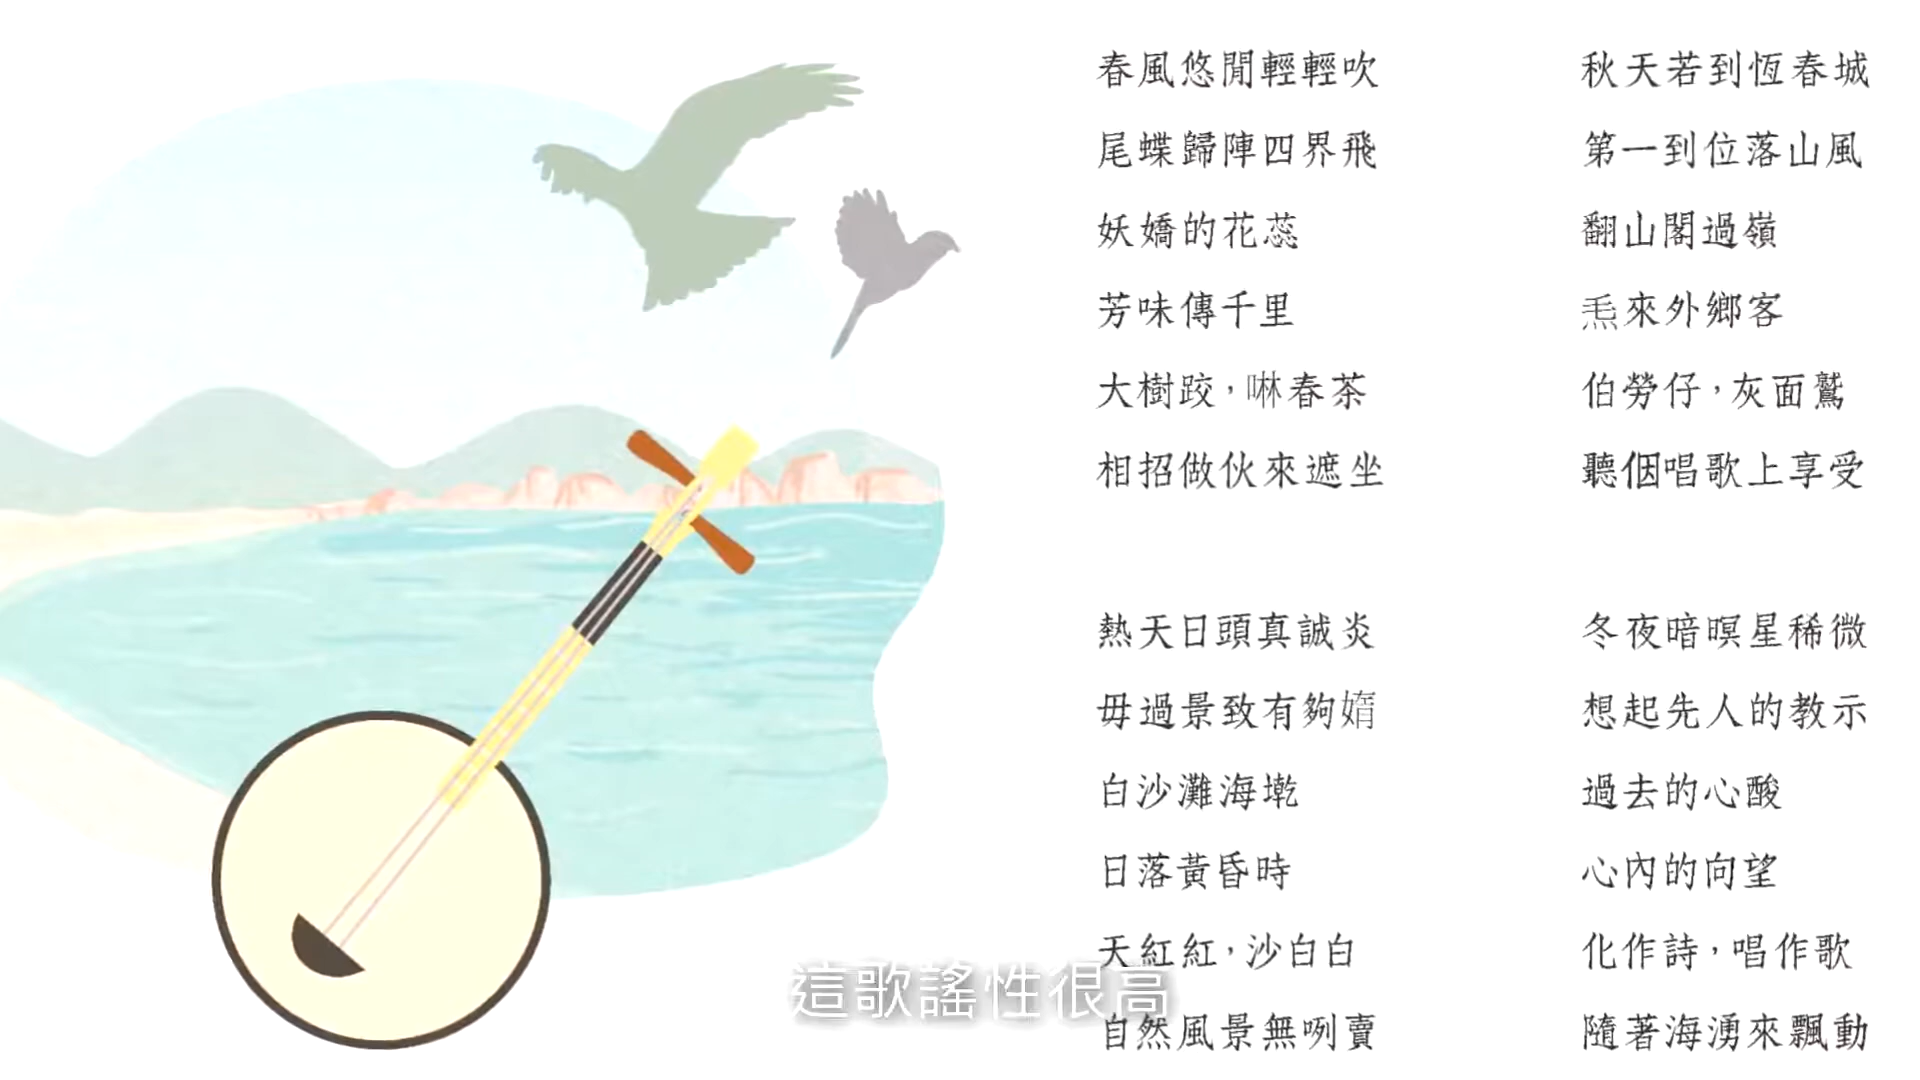 春風悠閒輕輕吹
尾蝶歸陣四界飛
妖嬌的花蕊
芳味傳千里
大樹跤，啉春茶
相招做伙來遮坐
熱天日頭真誠炎
毋過景致有夠媠
白沙灘海墘
日落黃昏時
天紅紅，沙白白
自然風景無咧賣
秋天若到恆春城
第一到位落山風
翻山閣過嶺
𤆬來外鄉客
伯勞仔，灰面鷲
聽𪜶唱歌上享受
冬夜暗暝星稀微
想起先人的教示
過去的心酸
心內的向望
化作詩，唱作歌
隨著海湧來飄動
這歌謠性很高